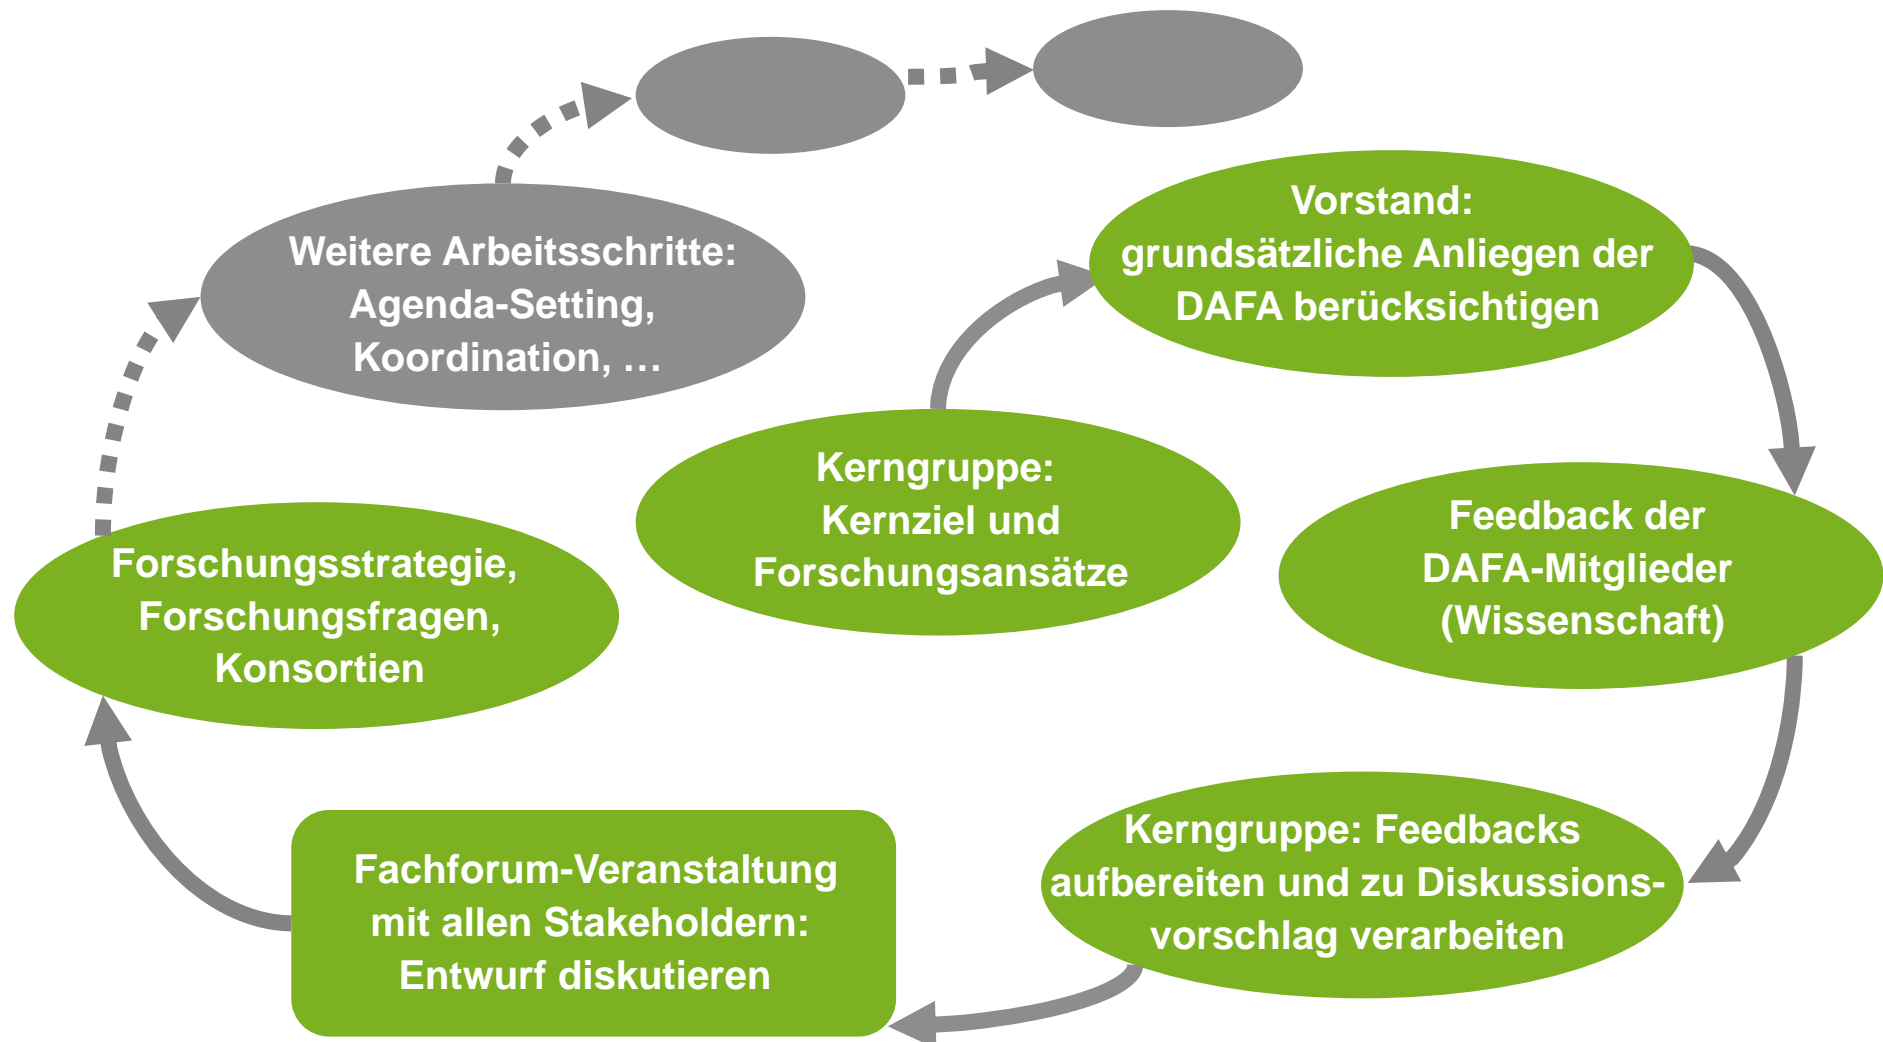 Weitere Arbeitsschritte:
Agenda-Setting,
Koordination, …
Vorstand:
grundsätzliche Anliegen der
DAFA berücksichtigen
Kerngruppe:
Kernziel und
Forschungsansätze
Feedback der
DAFA-Mitglieder
(Wissenschaft)
Forschungsstrategie,
Forschungsfragen,
Konsortien
Kerngruppe: Feedbacks
aufbereiten und zu Diskussions-
vorschlag verarbeiten
Fachforum-Veranstaltung
mit allen Stakeholdern:
Entwurf diskutieren